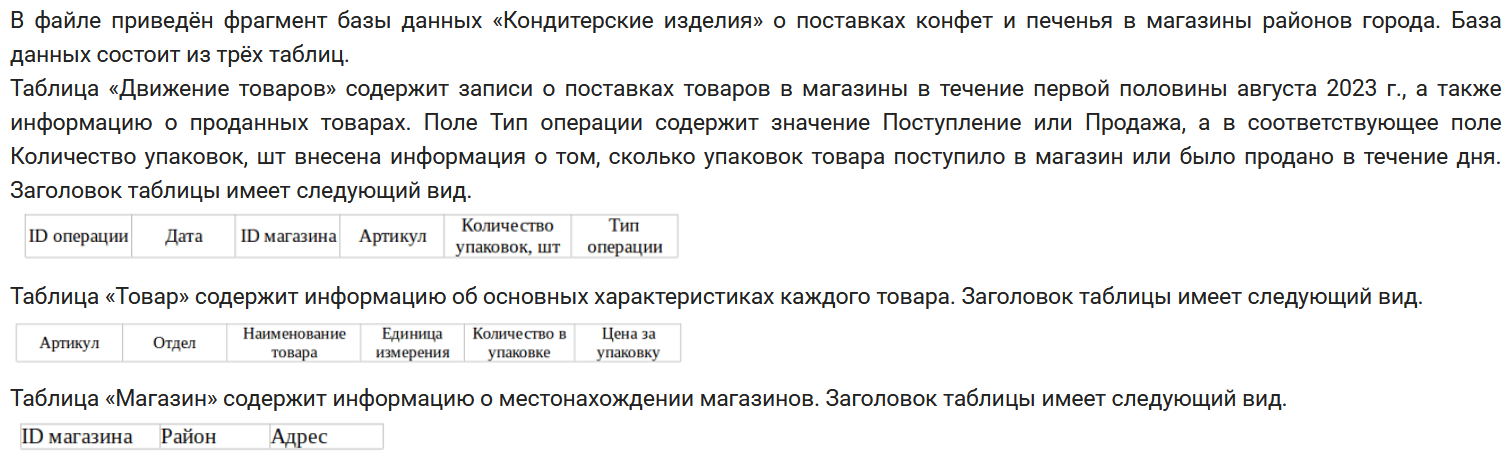 В файле приведён фрагмент базы данных «Кондитерские изделия» о поставках конфет и печенья в магазины районов города. База
данных состоит из трёх таблиц.
Таблица «Движение товаров» содержит записи о поставках товаров в магазины в течение первой половины августа 2023 г., а также
информацию о проданных товарах. Поле Тип операции содержит значение Поступление или Продажа, а в соответствующее поле
Количество упаковок, шт внесена информация о том, сколько упаковок товара поступило в магазин или было продано в течение дня.
Заголовок таблицы имеет следующий вид.
ID операции Дата ID магазина Артикул Количество упаковок, шт Тип операции
Таблица «Товар» содержит информацию об основных характеристиках каждого товара. Заголовок таблицы имеет следующий вид.
Артикул Отдел Наименование товара Единица измерения Количество в упаковке Цена за упаковку
Таблица «Магазин» содержит информацию о местонахождении магазинов. Заголовок таблицы имеет следующий вид.
ID магазина Район Адрес